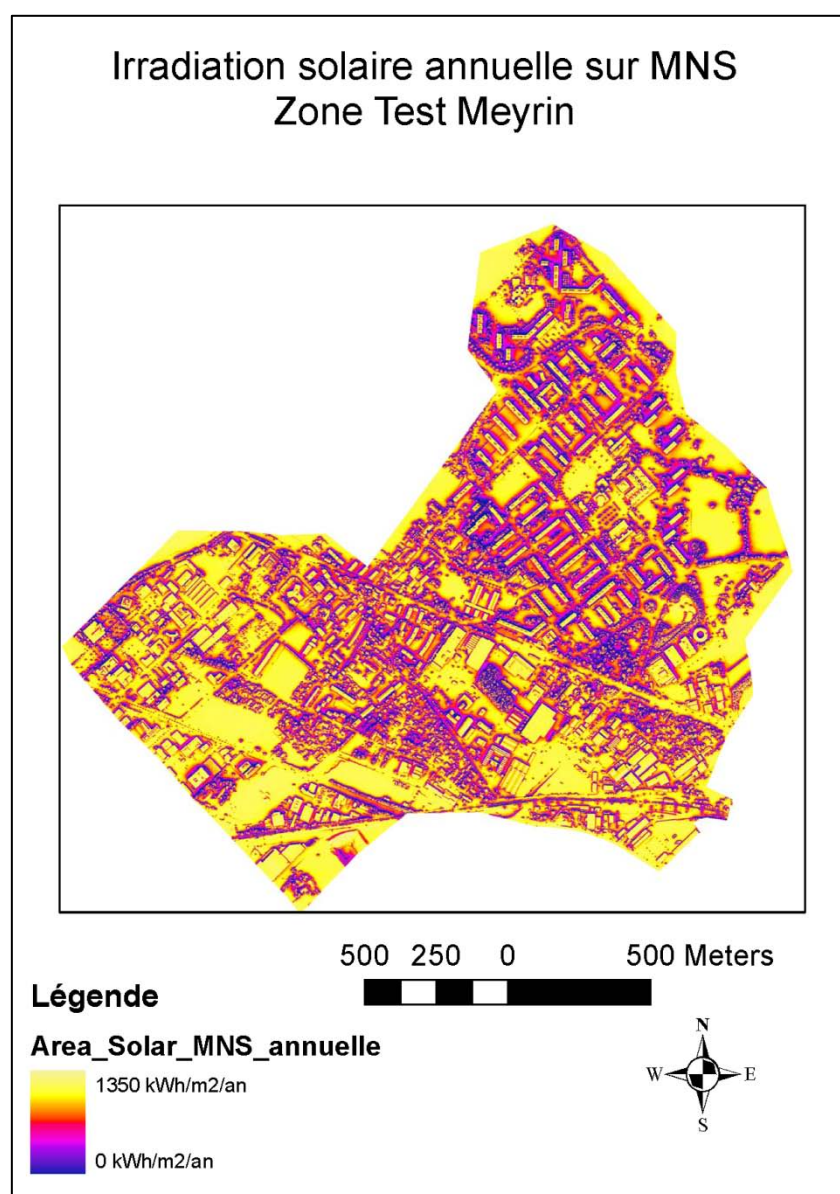 Irradiation solaire annuelle sur MNS
Zone Test Meyrin
500 250 0 500 Meters
Légende
Area_Solar_MNS_annuelle
1350 kWh/m2/an
0 kWh/m2/an
N
W E
S